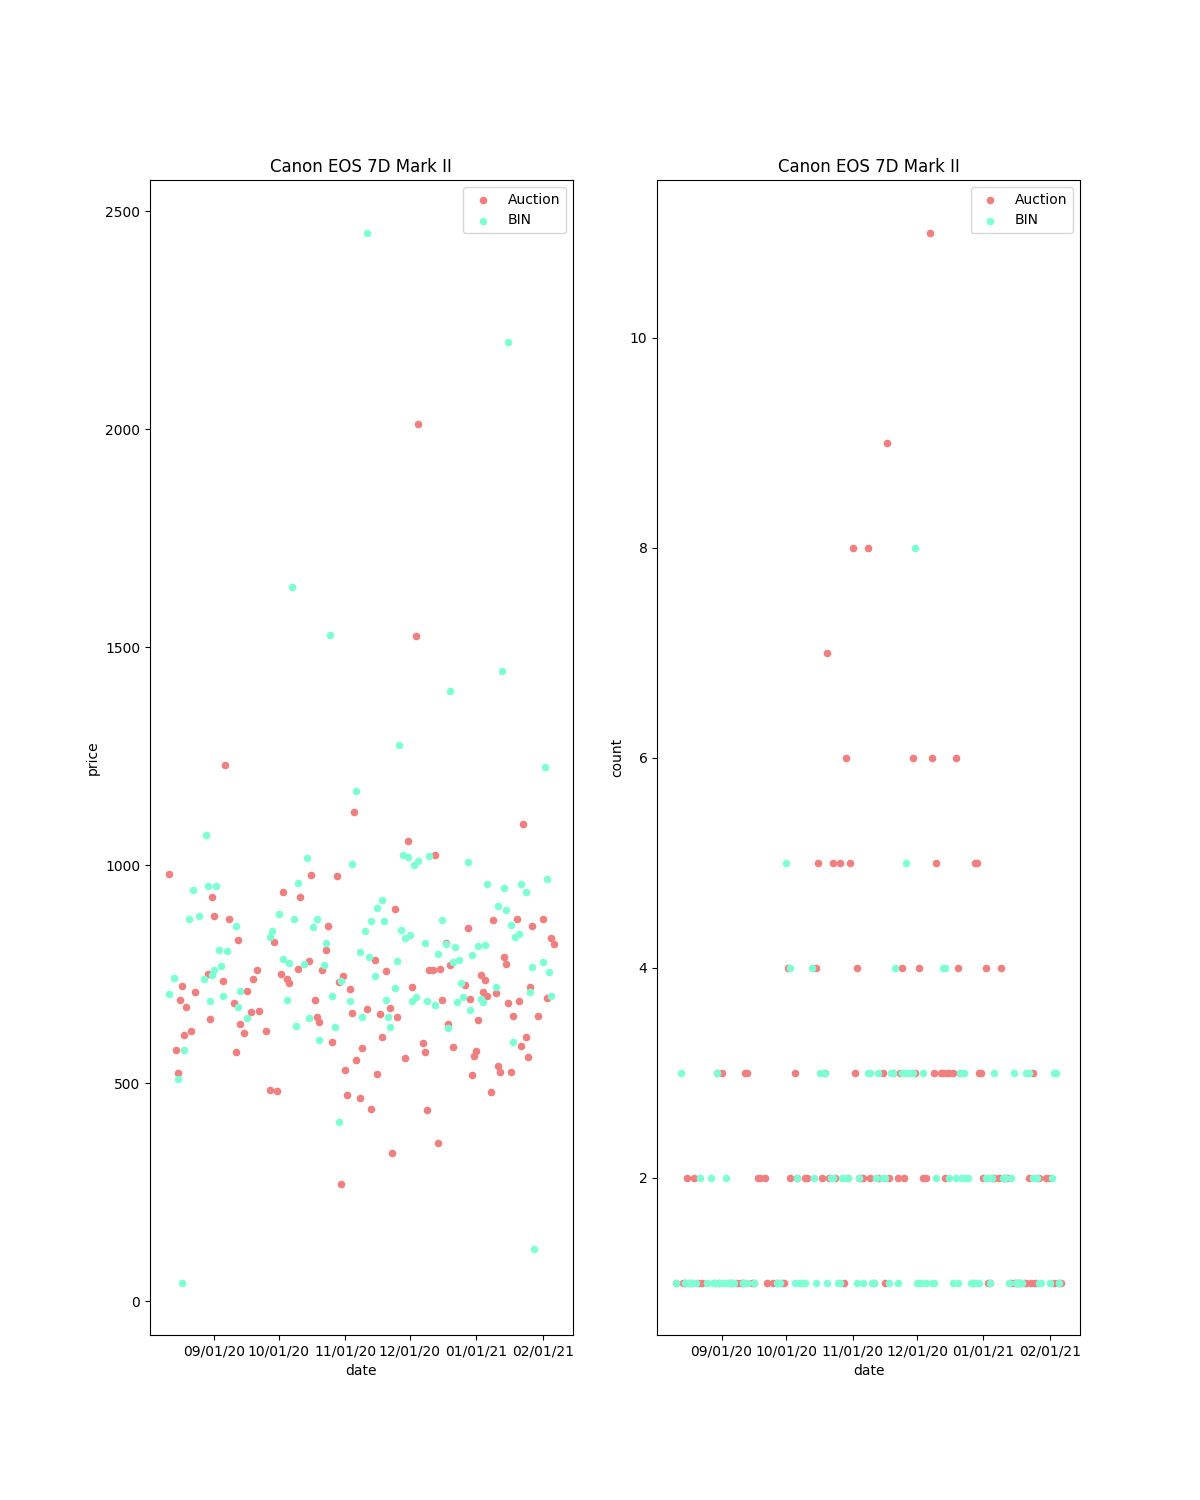 Canon EOS 7D Mark II
Auction
BIN
2500
2000
1500
1000
500
0
price
09/01/20 10/01/20 11/01/20 12/01/20 01/01/21 02/01/21
date
Canon EOS 7D Mark II
Auction
BIN
10
8
6
4
2
count
09/01/20 10/01/20 11/01/20 12/01/20 01/01/21 02/01/21
date